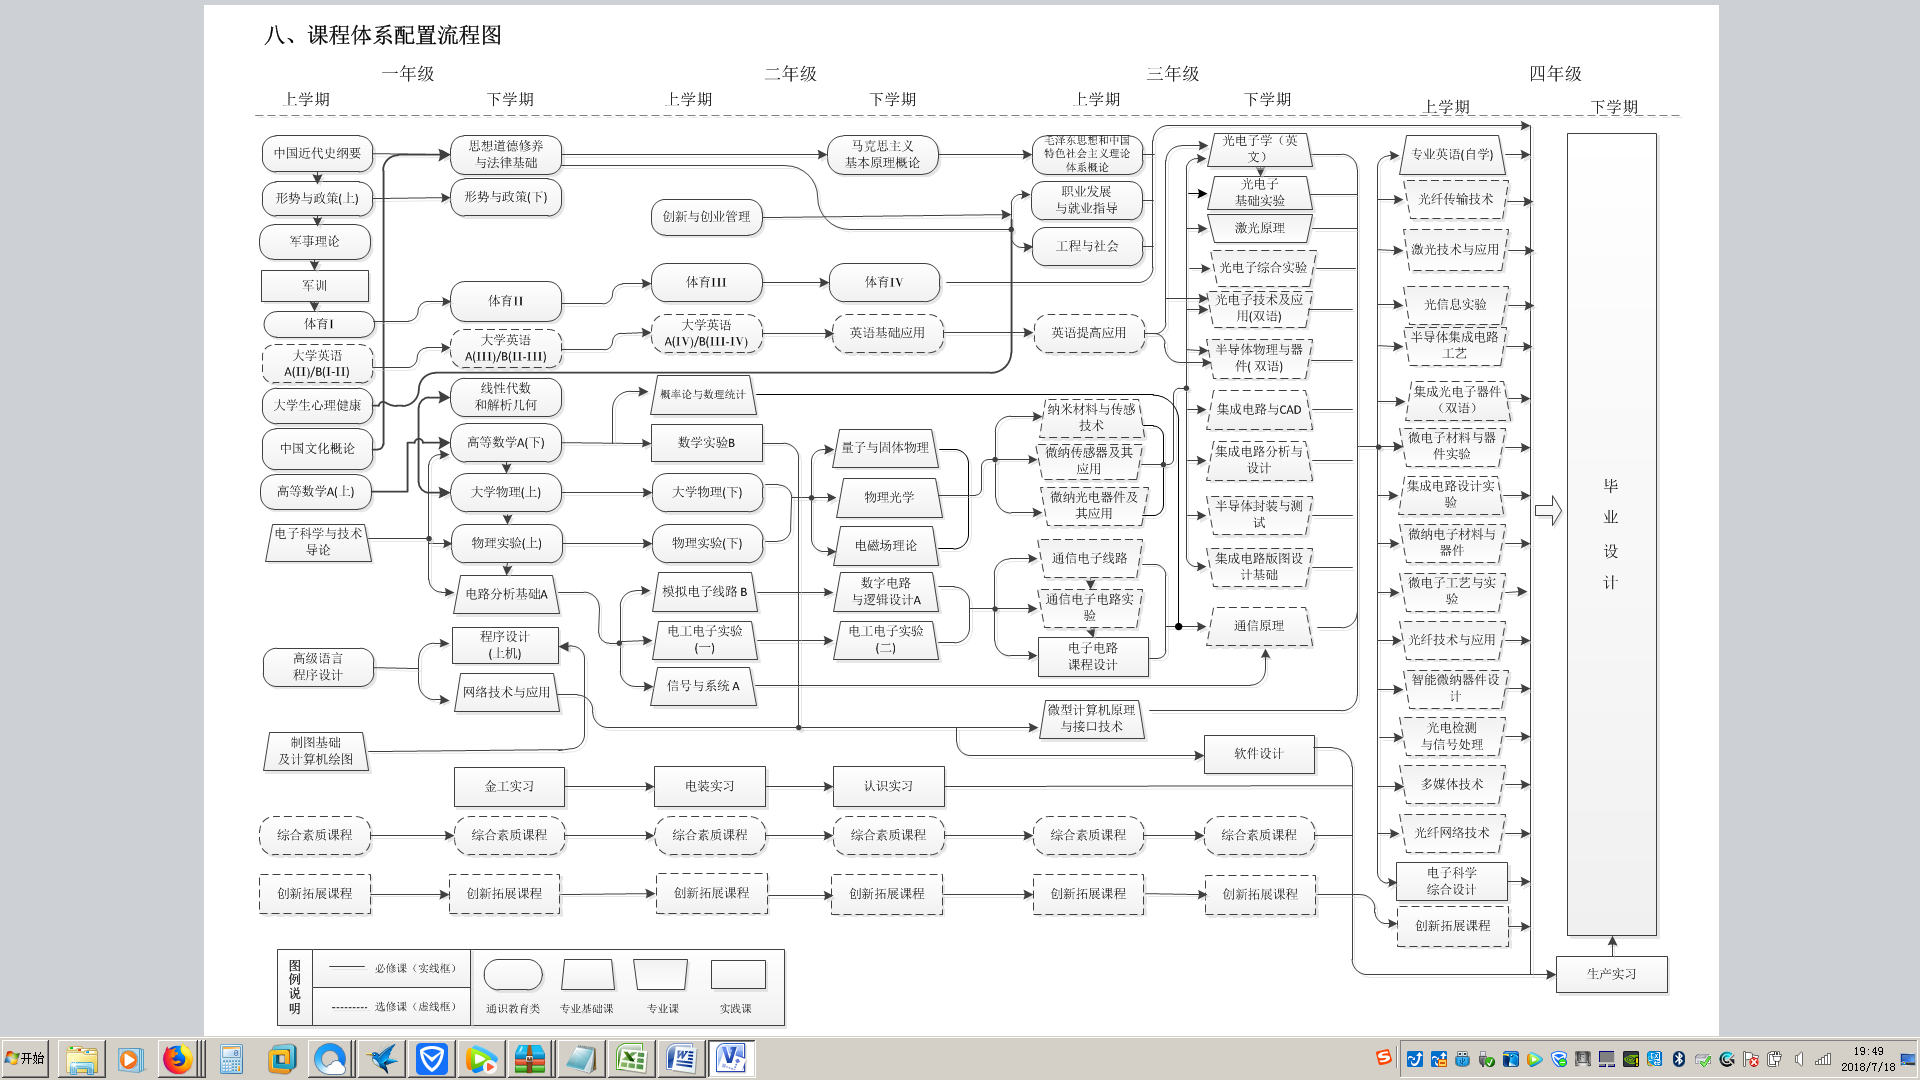 八、课程体系配置流程图
一年级
二年级
三年级
四年级
上学期
下学期
上学期
下学期
上学期
下学期
上学期
下学期
中国近代史纲要
形势与政策(上)
军事理论
军训
体育I
大学英语
A(II)/B(I-II)
大学生心理健康
中国文化概论
高等数学A(上)
电子科学与技术
导论
高级语言
程序设计
制图基础
及计算机绘图
综合素质课程
创新拓展课程
思想道德修养
与法律基础
形势与政策(下)
体育II
大学英语
A(III)/B(II-III)
线性代数
和解析几何
高等数学A(下)
大学物理(上)
物理实验(上)
电路分析基础A
程序设计
(上机)
网络技术与应用
金工实习
综合素质课程
创新拓展课程
创新与创业管理
体育III
大学英语
A(IV)/B(III-IV)
概率论与数理统计
数学实验B
大学物理(下)
物理实验(下)
模拟电子线路 B
电工电子实验
(一)
信号与系统 A
电装实习
综合素质课程
创新拓展课程
马克思主义
基本原理概论
体育IV
英语基础应用
量子与固体物理
物理光学
电磁场理论
数字电路
与逻辑设计A
电工电子实验
(二)
认识实习
综合素质课程
创新拓展课程
毛泽东思想和中国
特色社会主义理论
体系概论
职业发展
与就业指导
工程与社会
英语提高应用
纳米材料与传感
技术
微纳传感器及其
应用
微纳光电器件及
其应用
通信电子线路
通信电子电路实
验
电子电路
课程设计
微型计算机原理
与接口技术
综合素质课程
创新拓展课程
光电子学（英
文）
光电子
基础实验
激光原理
光电子综合实验
光电子技术及应
用(双语)
半导体物理与器
件( 双语)
集成电路与CAD
集成电路分析与
设计
半导体封装与测
试
集成电路版图设
计基础
通信原理
软件设计
综合素质课程
创新拓展课程
专业英语(自学)
光纤传输技术
激光技术与应用
光信息实验
半导体集成电路
工艺
集成光电子器件
（双语）
微电子材料与器
件实验
集成电路设计实
验
微纳电子材料与
器件
微电子工艺与实
验
光纤技术与应用
智能微纳器件设
计
光电检测
与信号处理
多媒体技术
光纤网络技术
电子科学
综合设计
创新拓展课程
毕
业
设
计
生产实习
图
例
说
明
必修课（实线框）
选修课（虚线框）
通识教育类
专业基础课
专业课
实践课
开始
19:49
2018/7/18